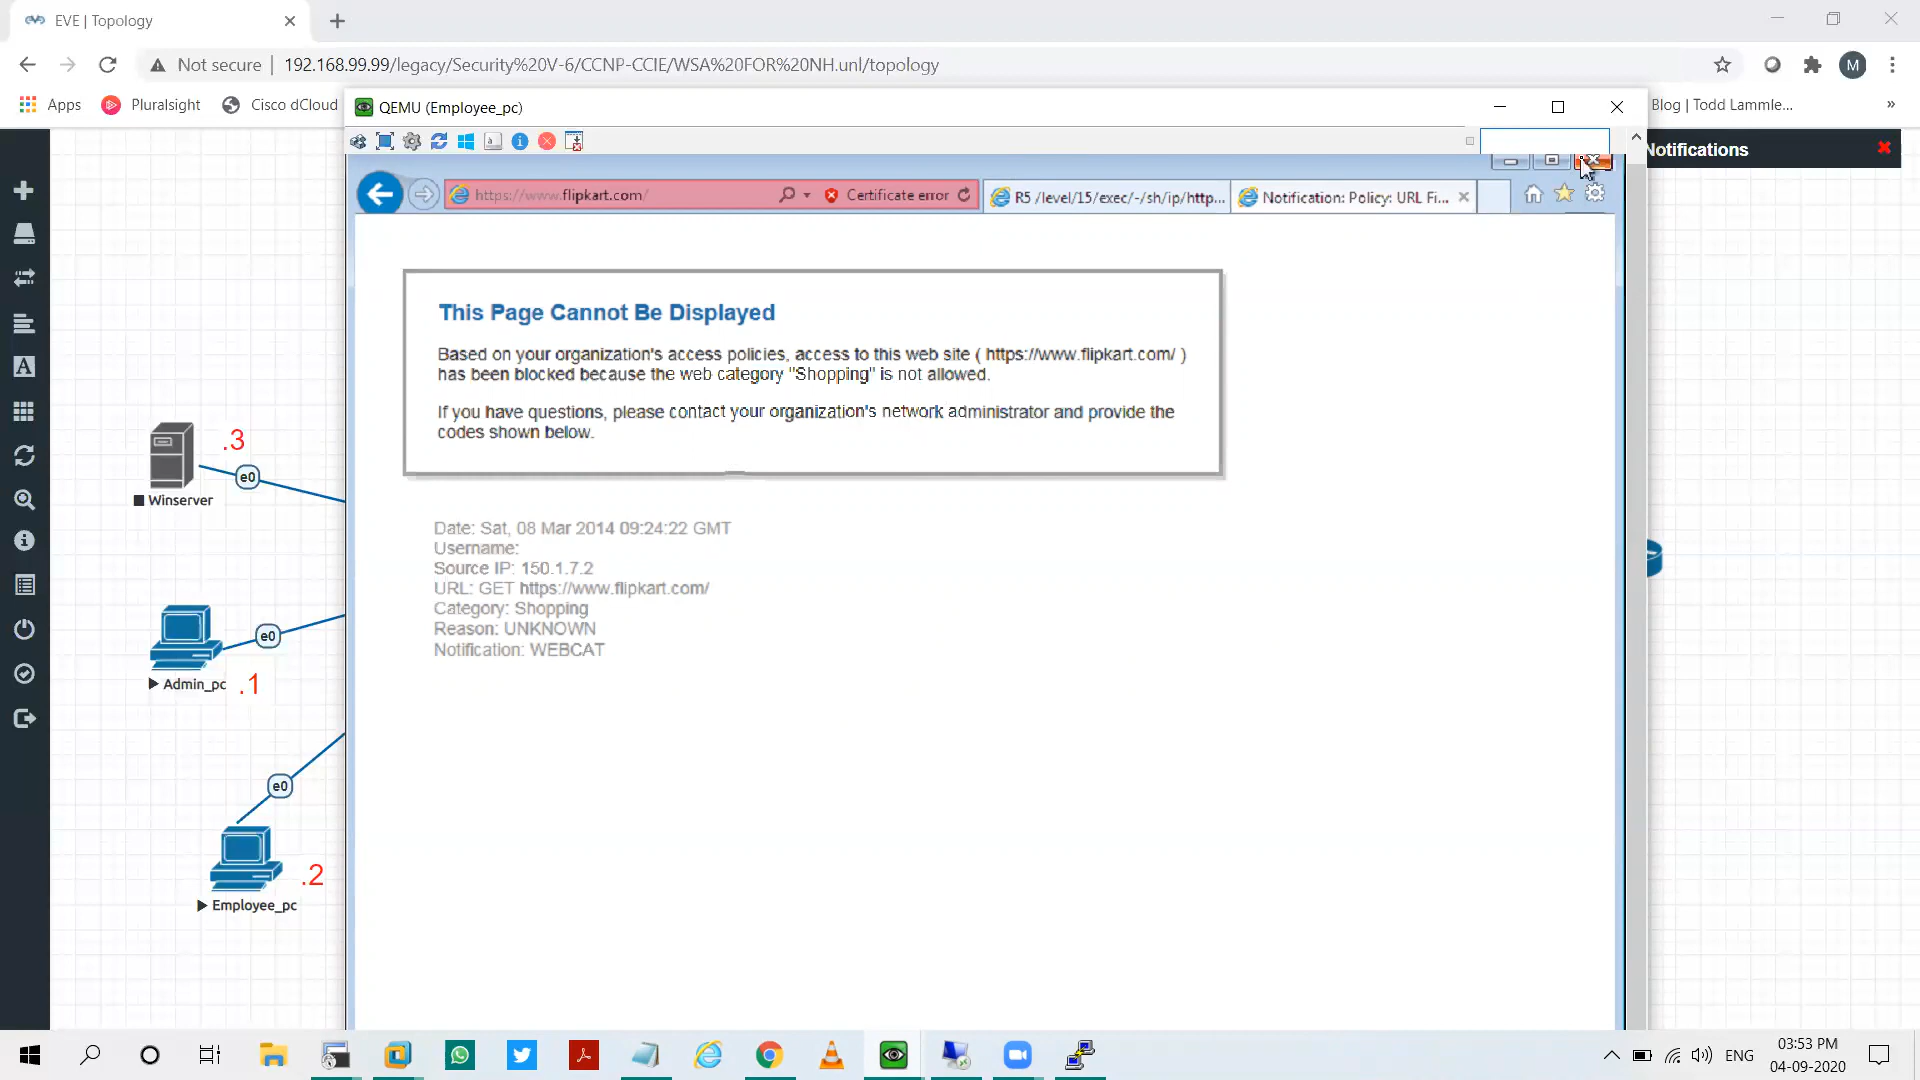 EVE | Topology
Not secure
192.168.99.99/legacy/Security%20V-6/CCNP-CCIE/WSA%20FOR%20NH.unl/topology
M
Apps
Pluralsight
Cisco dCloud
Blog | Todd Lammle...
»
QEMU (Employee_pc)
Notifications
https://www.flipkart.com/
Certificate error
R5 /level/15/exec/-/sh/ip/http...
Notification: Policy: URL Fi...
This Page Cannot Be Displayed
Based on your organization's access policies, access to this web site ( https://www.flipkart.com/ )
has been blocked because the web category "Shopping" is not allowed.
If you have questions, please contact your organization's network administrator and provide the
codes shown below.
Date: Sat, 08 Mar 2014 09:24:22 GMT
Username:
Source IP: 150.1.7.2
URL: GET https://www.flipkart.com/
Category: Shopping
Reason: UNKNOWN
Notification: WEBCAT
.3
e0
Winserver
e0
Admin_pc
.1
e0
.2
Employee_pc
ENG
03:53 PM
04-09-2020